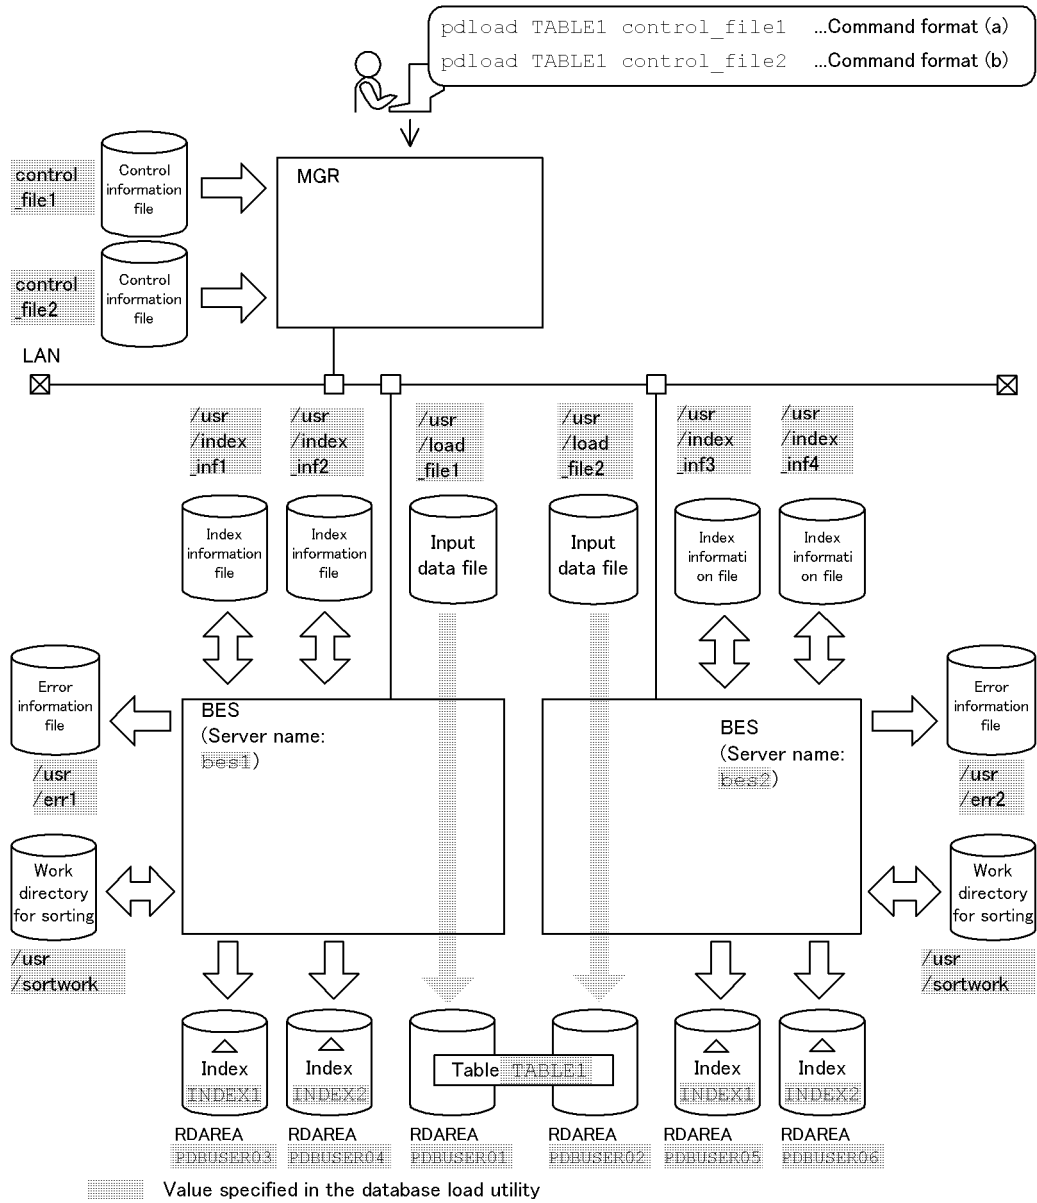 pdload TABLE1 control_file1 ...Command format (a)
pdload TABLE1 control_file2 ...Command format (b)
control
_file1
Control
information
file
MGR
control
_file2
Control
information
file
LAN
/usr
/index
_inf1
/usr
/index
_inf2
/usr
/load
_file1
/usr
/load
_file2
/usr
/index
_inf3
/usr
/index
_inf4
Index
information
file
Index
information
file
Input
data file
Input
data file
Index
informati
on file
Index
informati
on file
Error
information
file
/usr
/err1
BES
(Server name:
bes1)
BES
(Server name:
bes2)
Error
information
file
/usr
/err2
Work
directory
for sorting
/usr
/sortwork
Work
directory
for sorting
/usr
/sortwork
Index
INDEX1
Index
INDEX2
Table TABLE1
Index
INDEX1
Index
INDEX2
RDAREA
PDBUSER03
RDAREA
PDBUSER04
RDAREA
PDBUSER01
RDAREA
PDBUSER02
RDAREA
PDBUSER05
RDAREA
PDBUSER06
Value specified in the database load utility